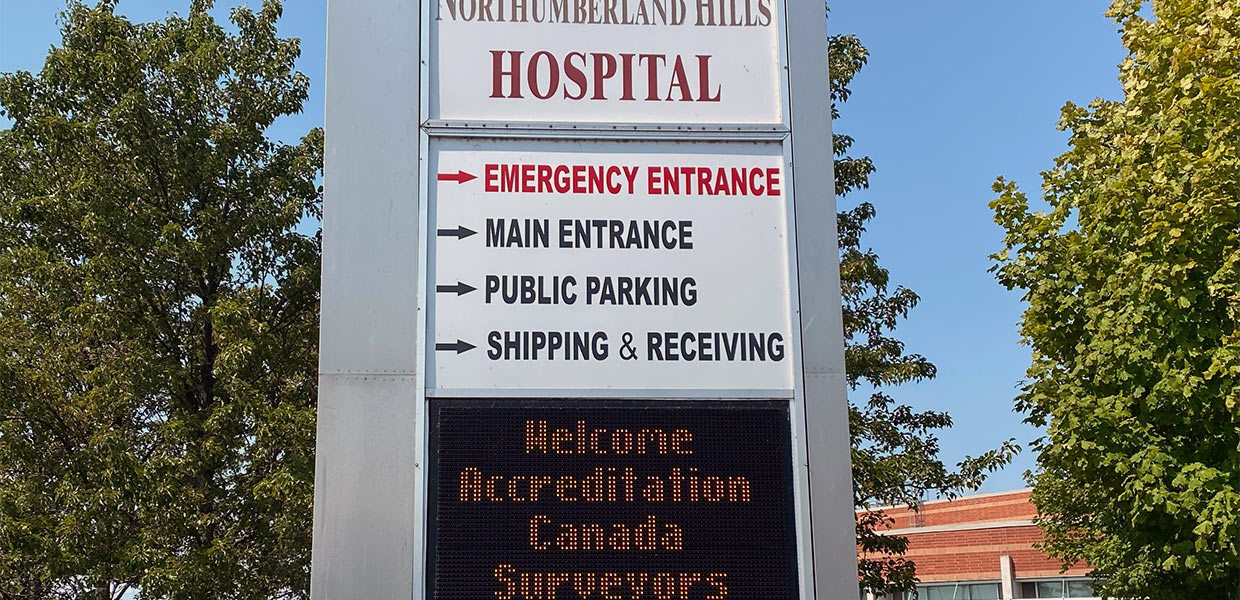 NORTHUMBERLAND HILLS
HOSPITAL
EMERGENCY ENTRANCE
MAIN ENTRANCE
PUBLIC PARKING
SHIPPING & RECEIVING
Welcome
Accreditation
Canada
Surveyors